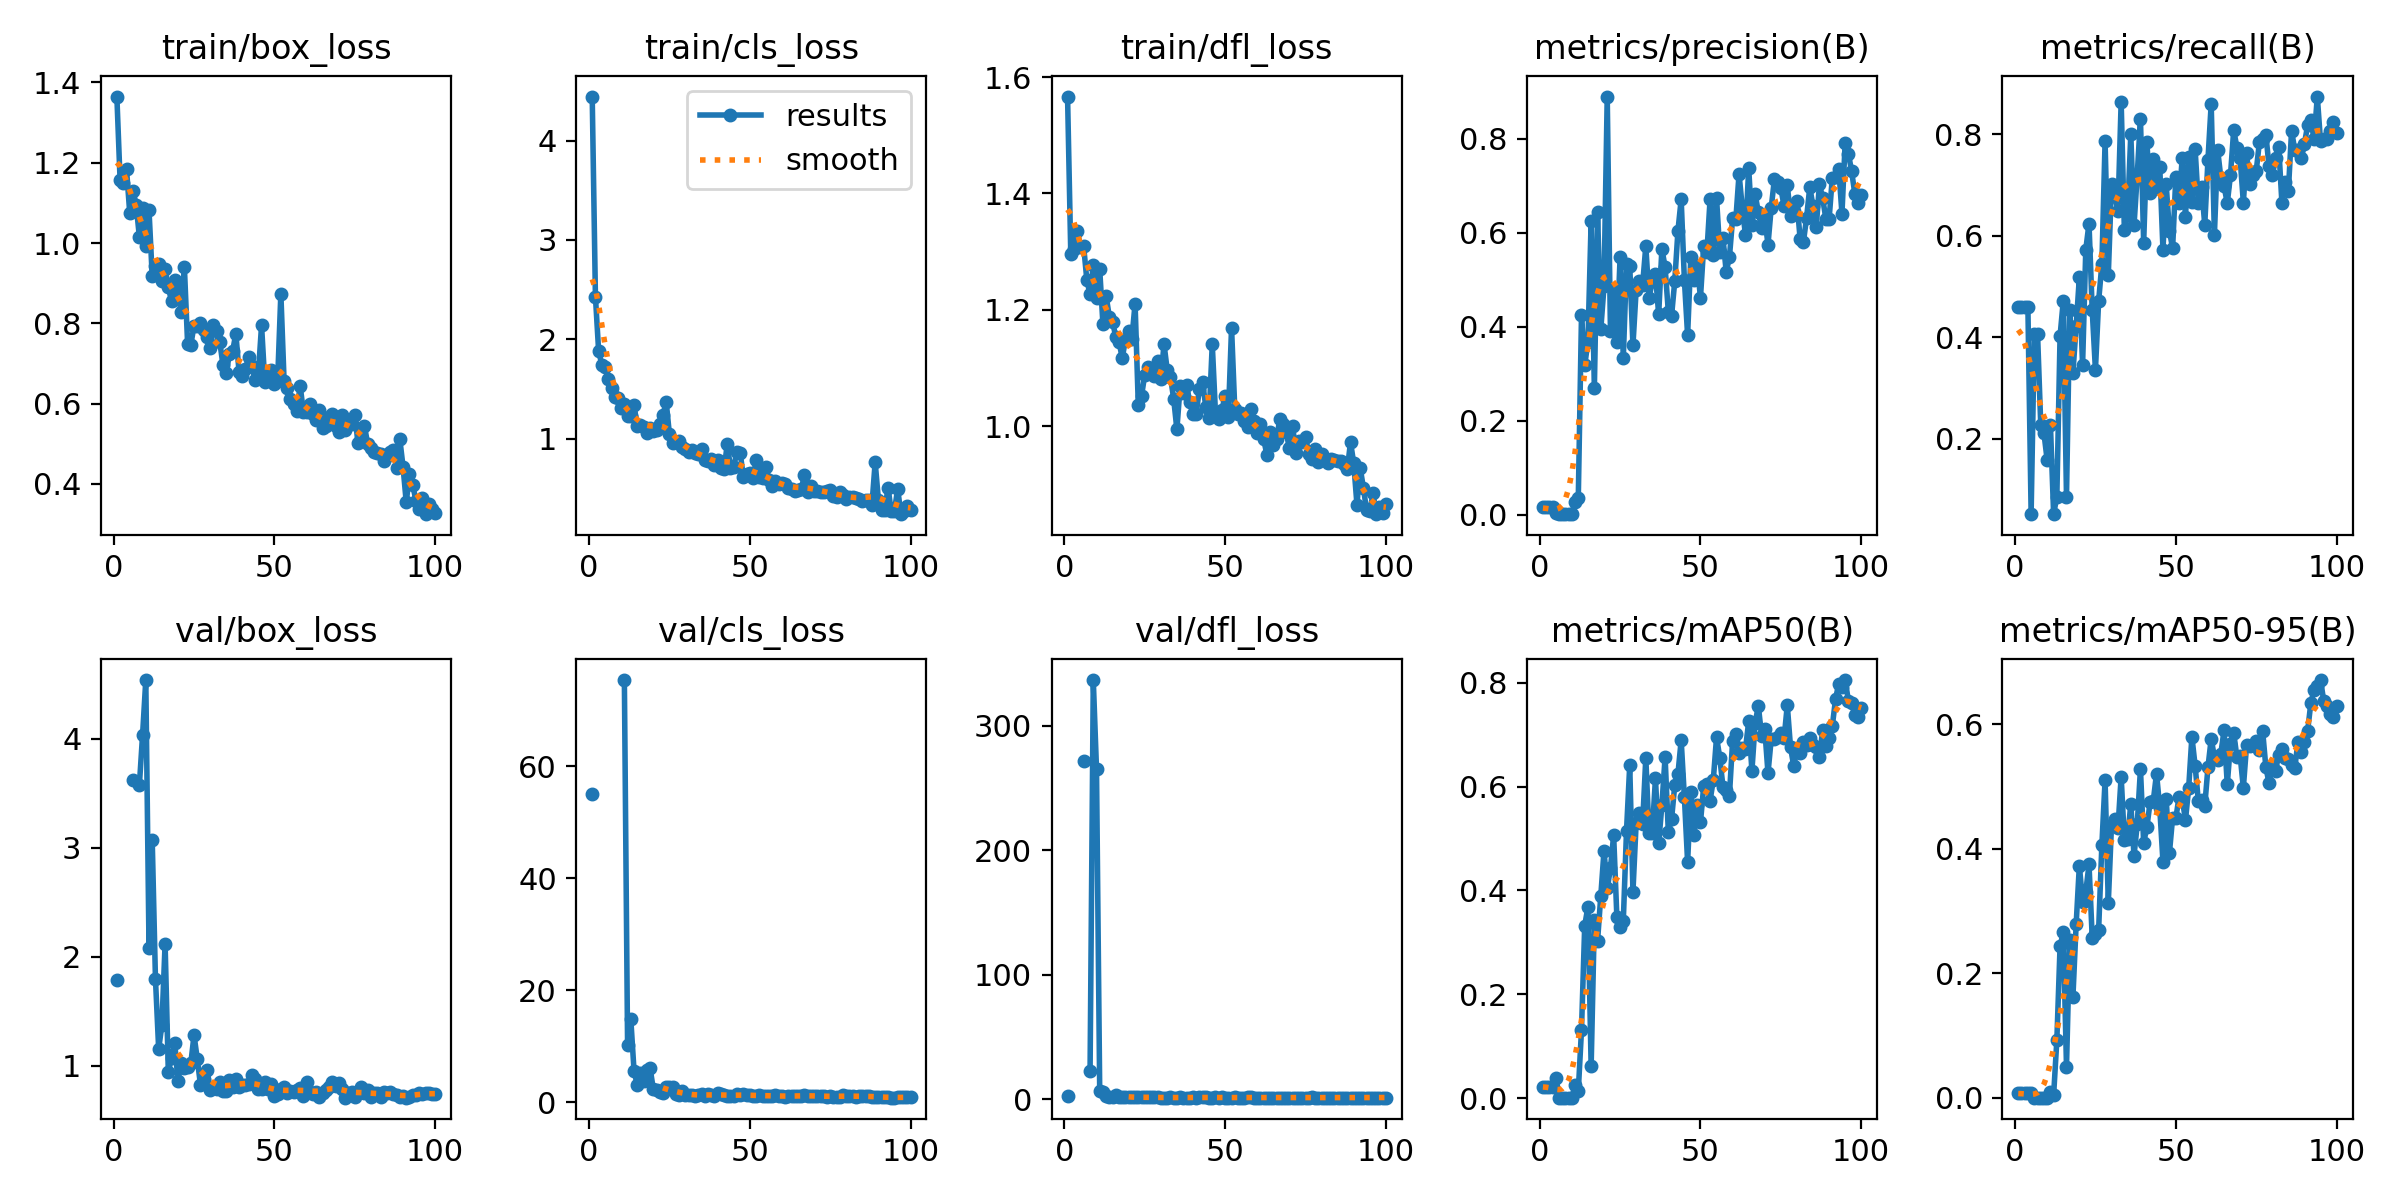 train/box_loss
1.4
1.2
1.0
0.8
0.6
0.4
0 50 100
train/cls_loss
results
smooth
4
3
2
1
0 50 100
train/dfl_loss
1.6
1.4
1.2
1.0
0 50 100
metrics/precision(B)
0.8
0.6
0.4
0.2
0.0
0 50 100
metrics/recall(B)
0.8
0.6
0.4
0.2
0 50 100
val/box_loss
4
3
2
1
0 50 100
val/cls_loss
60
40
20
0
0 50 100
val/dfl_loss
300
200
100
0
0 50 100
metrics/mAP50(B)
0.8
0.6
0.4
0.2
0.0
0 50 100
metrics/mAP50-95(B)
0.6
0.4
0.2
0.0
0 50 100